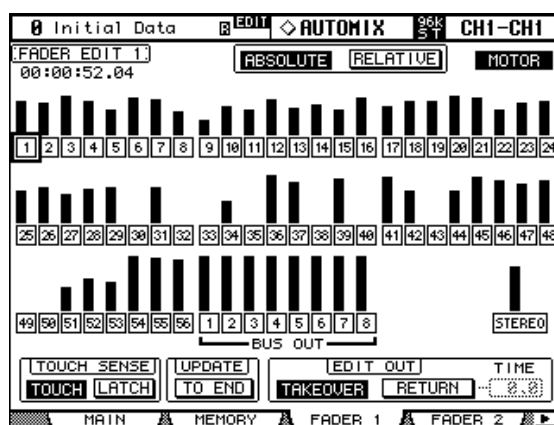 0 Initial Data R EDIT ◇AUTOMIX 96K ST CH1-CH1
FADER EDIT 1
00:00:52.04
ABSOLUTE RELATIVE MOTOR
1 2 3 4 5 6 7 8 9 10 11 12 13 14 15 16 17 18 19 20 21 22 23 24
25 26 27 28 29 30 31 32 33 34 35 36 37 38 39 40 41 42 43 44 45 46 47 48
49 50 51 52 53 54 55 56 1 2 3 4 5 6 7 8 STEREO
BUS OUT
TOUCH SENSE UPDATE EDIT OUT TIME
TOUCH LATCH TO END TAKEOVER RETURN 0.0
MAIN MEMORY FADER 1 FADER 2